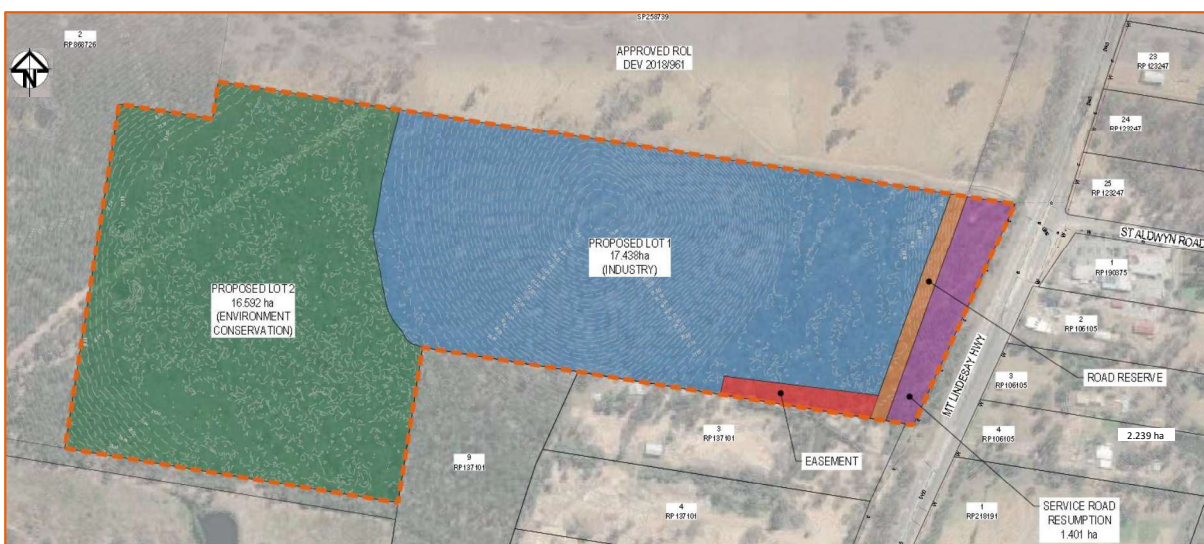 SP258739
2
RP868726
APPROVED ROL
DEV 2018/961
N
23
RP123247
24
RP123247
25
RP123247
ST ALDWYN ROAD
PROPOSED LOT 1
17.438ha
(INDUSTRY)
1
RP190375
PROPOSED LOT 2
16.592 ha
(ENVIRONMENT
CONSERVATION)
2
RP106105
MT LINDESAY HWY
ROAD RESERVE
3
RP106105
3
RP137101
4
RP106105
2.239 ha
9
RP137101
EASEMENT
4
RP137101
1
RP218191
SERVICE ROAD
RESUMPTION
1.401 ha